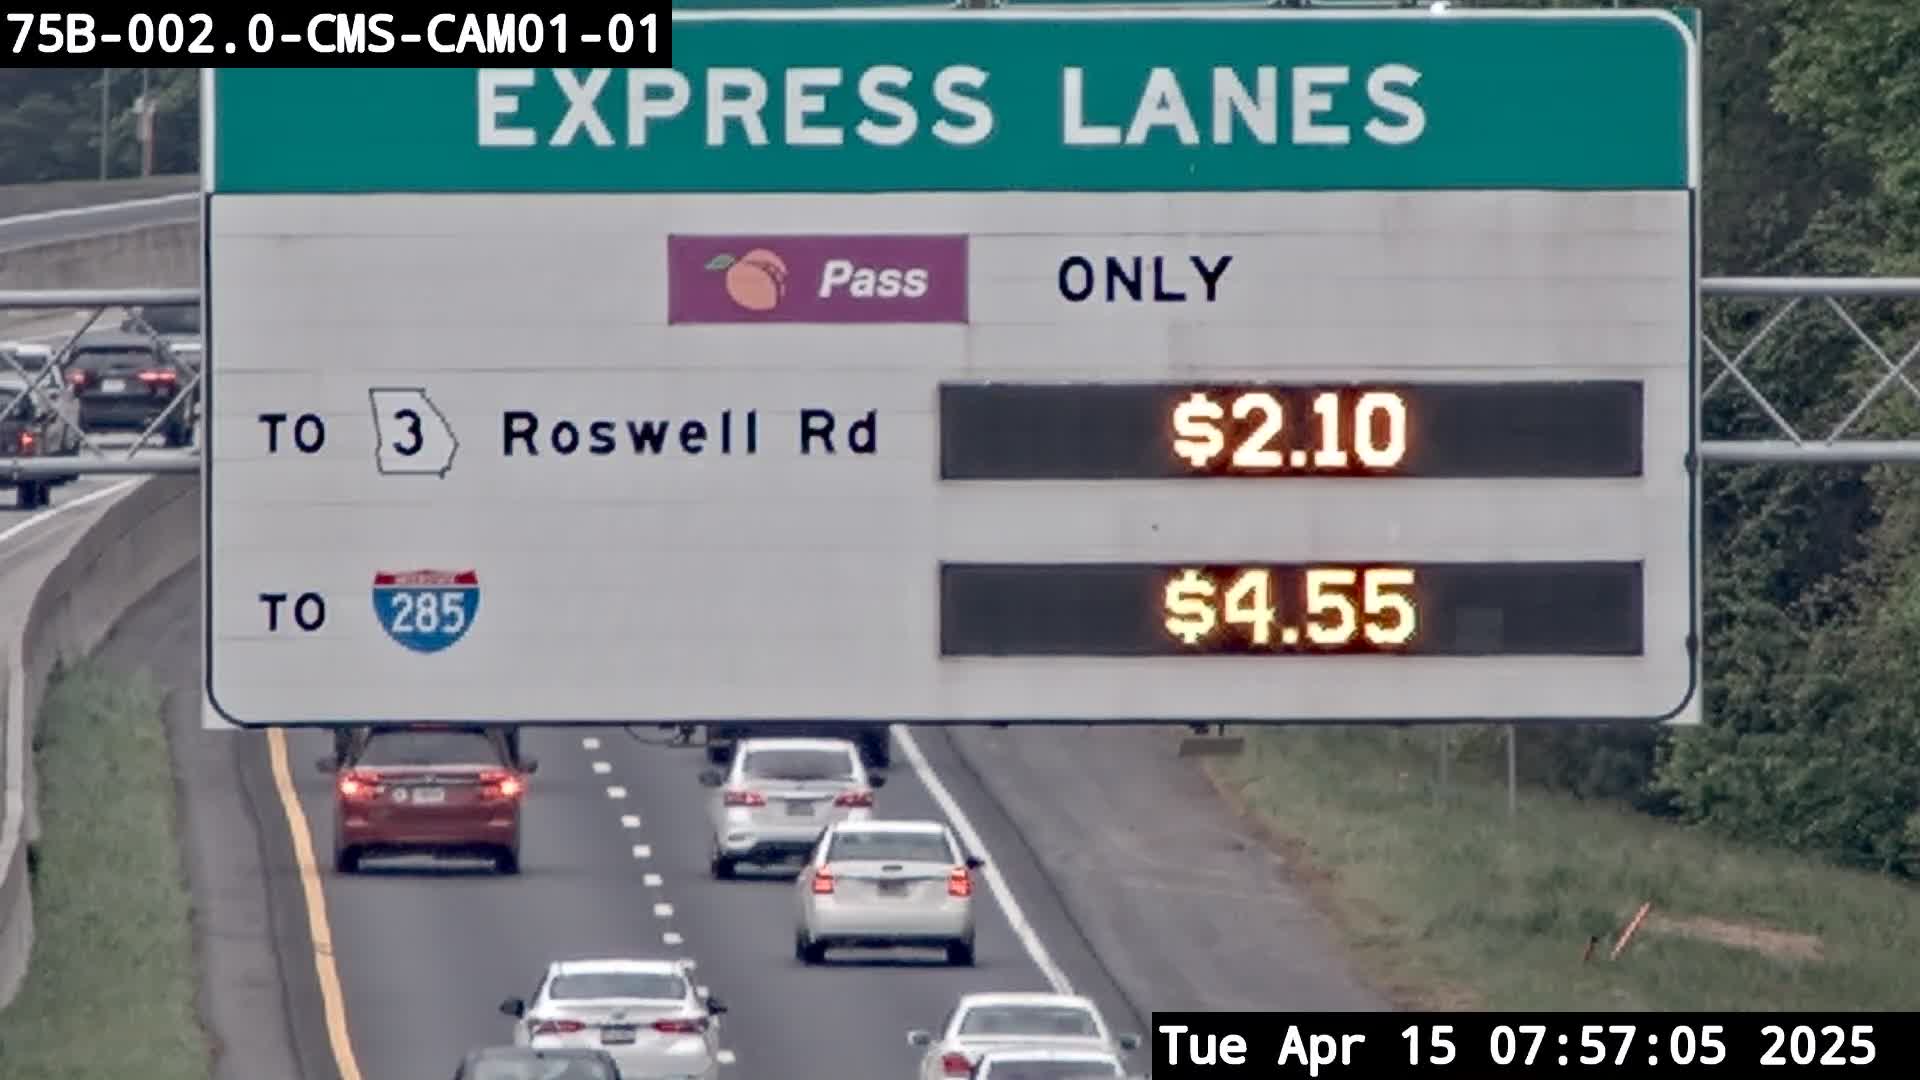 75B-002.0-CMS-CAM01-01
EXPRESS LANES
Pass ONLY
TO 3 Roswell Rd $2.10
TO INTERSTATE 285 $4.55
Tue Apr 15 07:57:05 2025